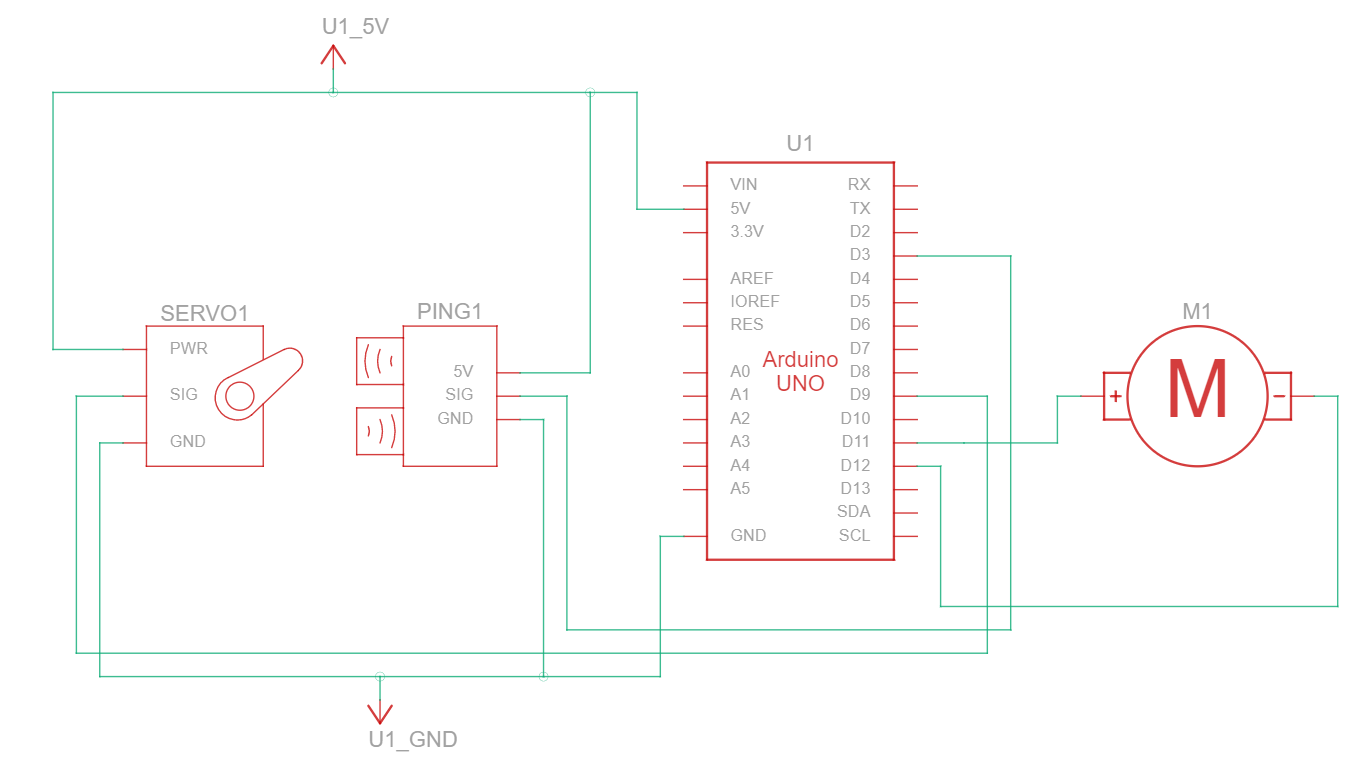 U1_5V
U1
VIN
5V
3.3V
AREF
IOREF
RES
A0
A1
A2
A3
A4
A5
GND
Arduino
UNO
RX
TX
D2
D3
D4
D5
D6
D7
D8
D9
D10
D11
D12
D13
SDA
SCL
SERVO1
PWR
SIG
GND
PING1
5V
SIG
GND
M1
+
M
-
U1_GND